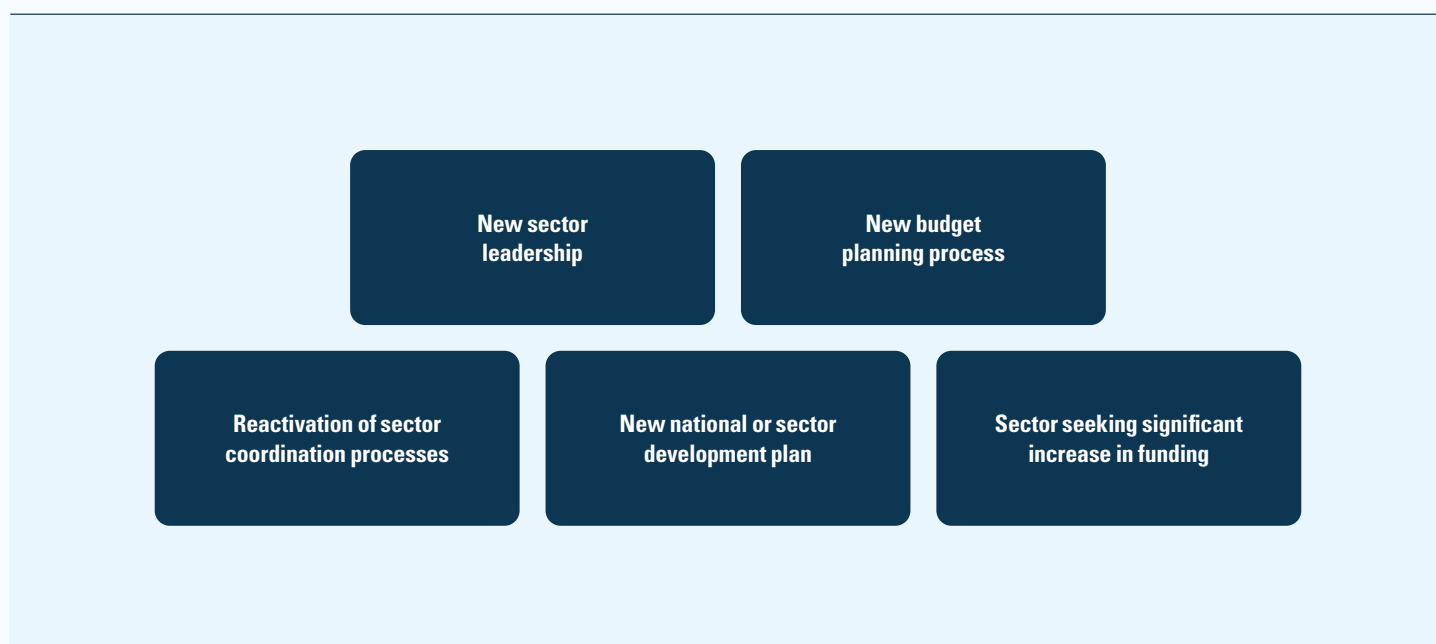 New sector
leadership
New budget
planning process
Reactivation of sector
coordination processes
New national or sector
development plan
Sector seeking significant
increase in funding